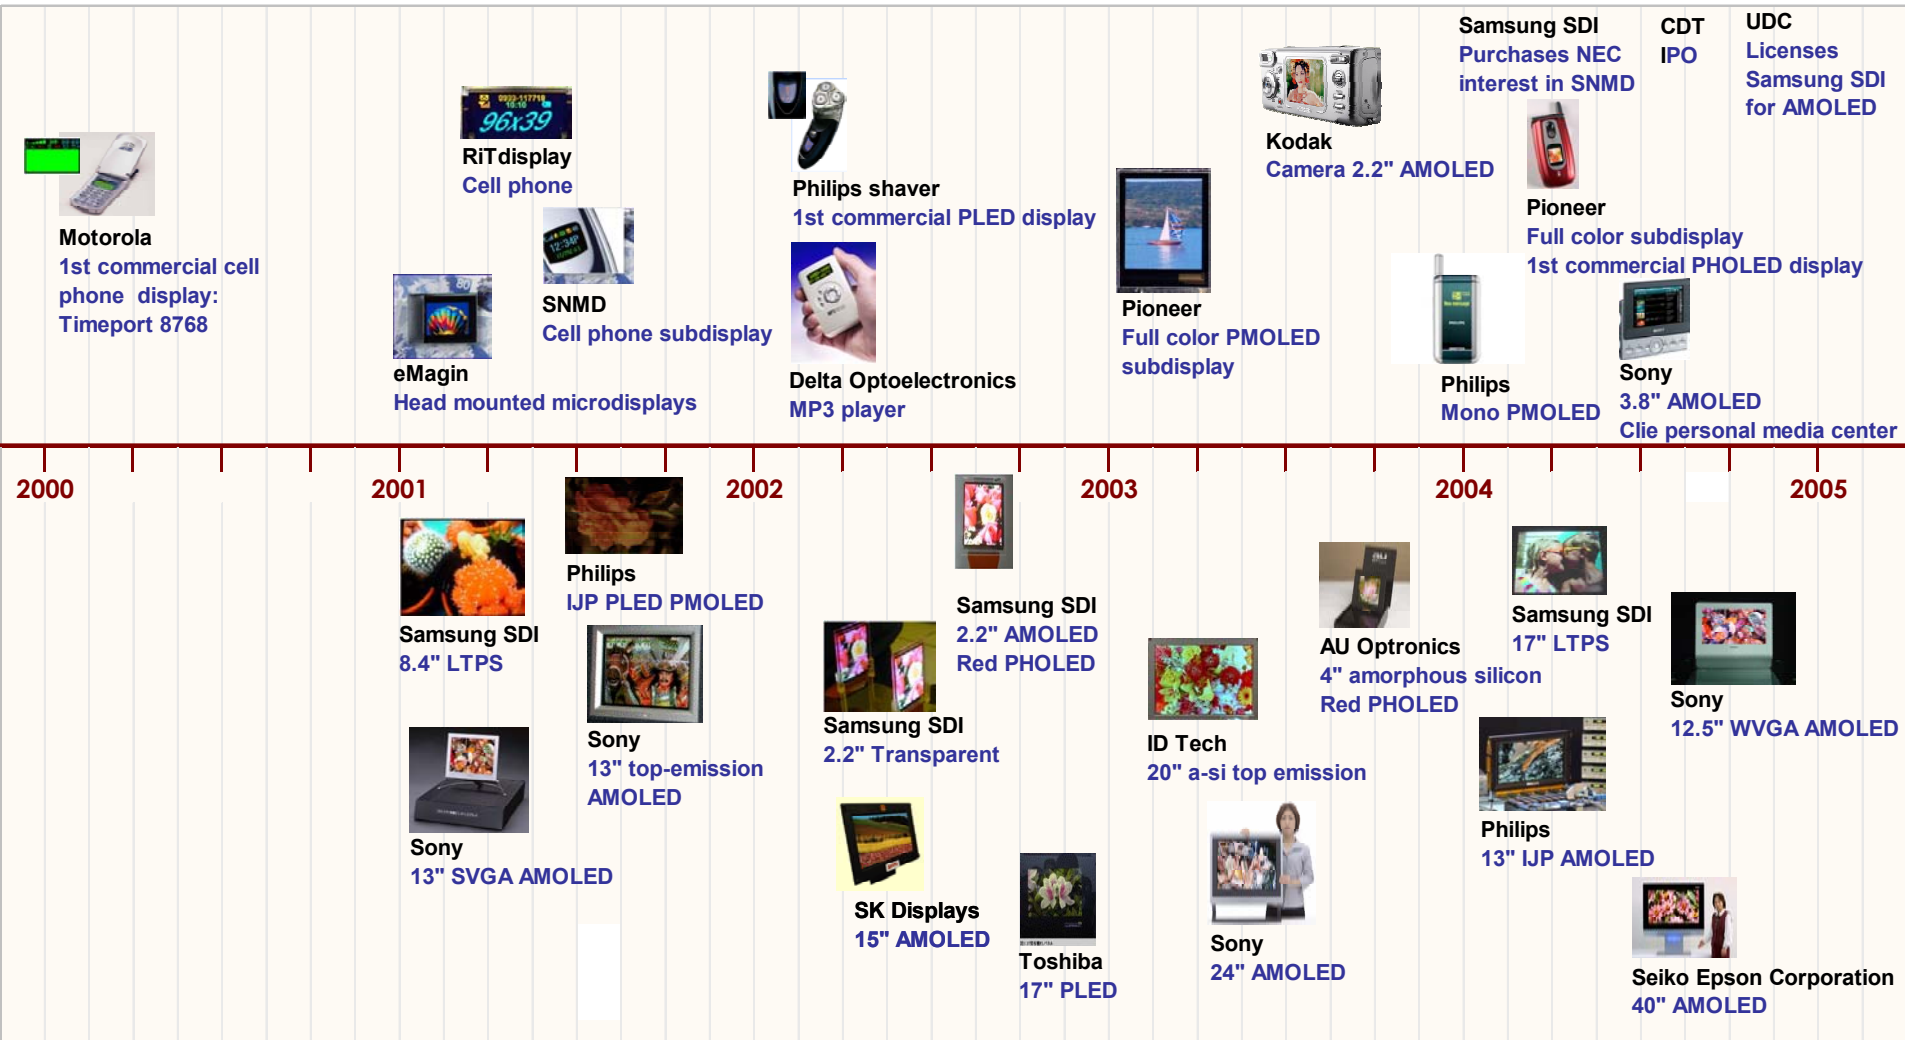 Samsung SDI
Purchases NEC
interest in SNMD
CDT
IPO
UDC
Licenses
Samsung SDI
for AMOLED
0933-117718
10:10
96x39
RiTdisplay
Cell phone
Motorola
1st commercial cell
phone display:
Timeport 8768
eMagin
Head mounted microdisplays
12:34P
SNMD
Cell phone subdisplay
Philips shaver
1st commercial PLED display
Delta Optoelectronics
MP3 player
Pioneer
Full color PMOLED
subdisplay
Kodak
Camera 2.2" AMOLED
Pioneer
Full color subdisplay
1st commercial PHOLED display
Philips
Mono PMOLED
Sony
3.8" AMOLED
Clie personal media center
2000
2001
2002
2003
2004
2005
Samsung SDI
8.4" LTPS
Philips
IJP PLED PMOLED
Sony
13" SVGA AMOLED
Sony
13" top-emission
AMOLED
Samsung SDI
2.2" Transparent
SK Displays
15" AMOLED
Samsung SDI
2.2" AMOLED
Red PHOLED
Toshiba
17" PLED
ID Tech
20" a-si top emission
Sony
24" AMOLED
AU Optronics
4" amorphous silicon
Red PHOLED
Samsung SDI
17" LTPS
Philips
13" IJP AMOLED
Sony
12.5" WVGA AMOLED
Seiko Epson Corporation
40" AMOLED